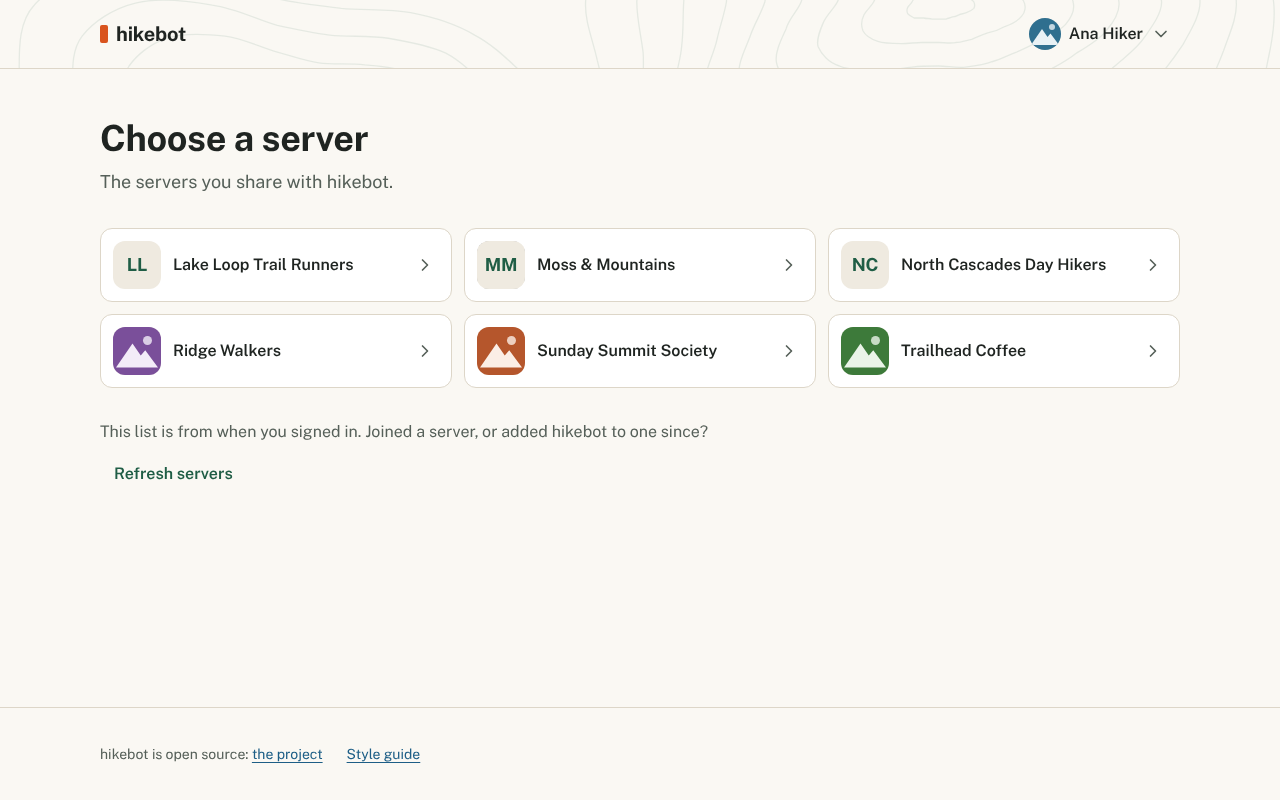 hikebot
Ana Hiker
Choose a server
The servers you share with hikebot.
LL Lake Loop Trail Runners
MM Moss & Mountains
NC North Cascades Day Hikers
Ridge Walkers
Sunday Summit Society
Trailhead Coffee
This list is from when you signed in. Joined a server, or added hikebot to one since?
Refresh servers
hikebot is open source: the project Style guide